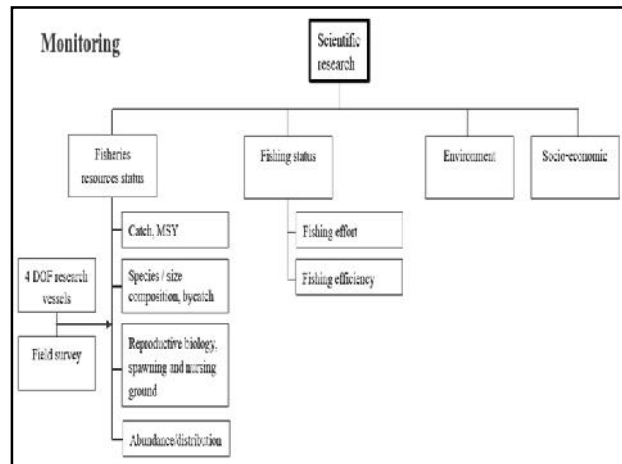 Monitoring
Scientific
research
Fisheries
resources status
Fishing status
Environment
Socio-economic
Catch, MSY
Species / size
composition, bycatch
Reproductive biology,
spawning and nursing
ground
Abundance/distribution
4 DOF research
vessels
Field survey
Fishing effort
Fishing efficiency